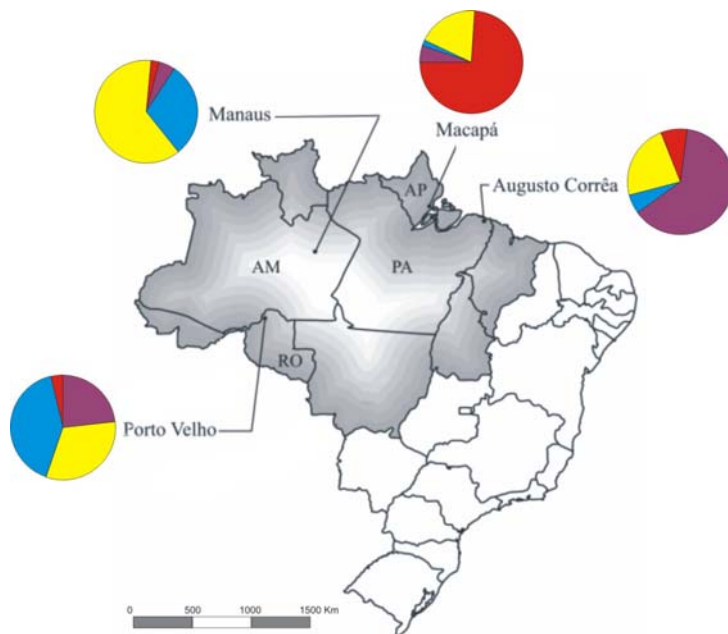 Manaus
Macapá
AP
Augusto Corrêa
AM
PA
RO
Porto Velho
0 500 1000 1500 Km